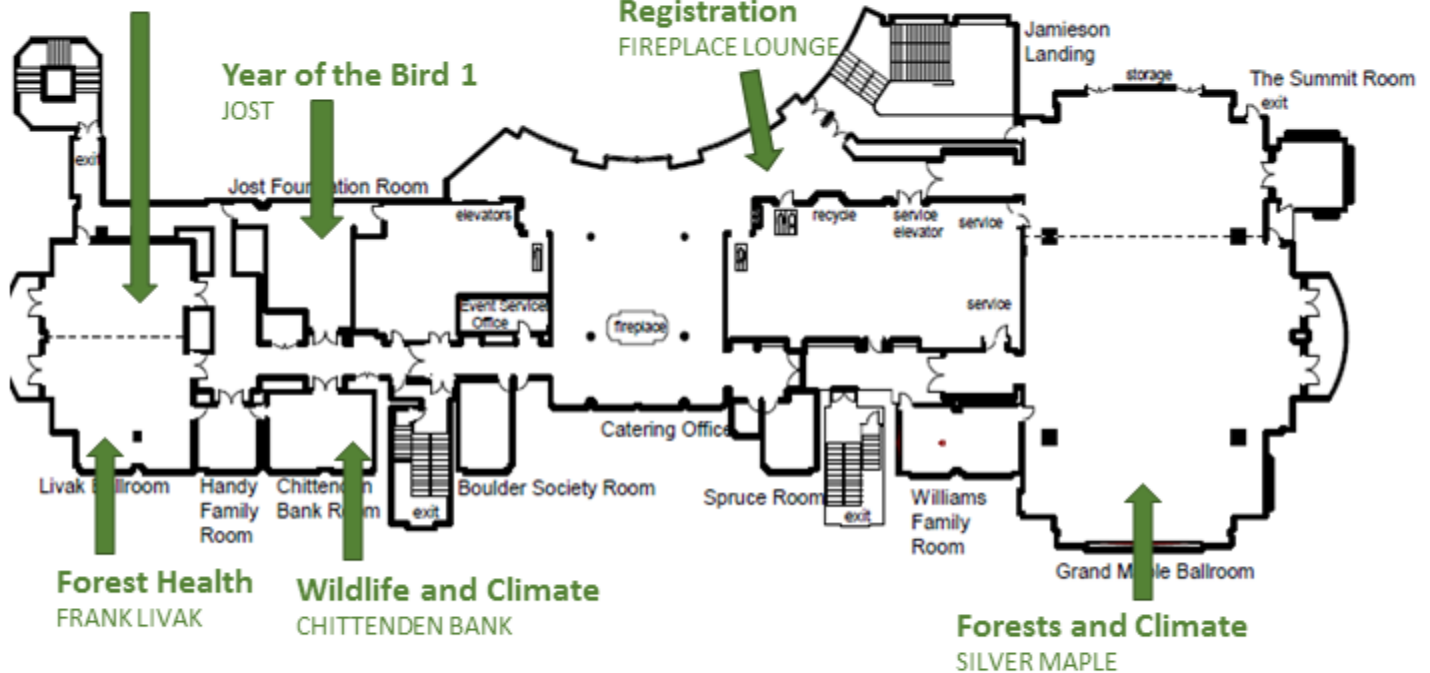 Registration
FIREPLACE LOUNGE
Jamieson
Landing
storage
The Summit Room
exit
Year of the Bird 1
JOST
exit
Jost Foundation Room
elevators
recycle
service
elevator
service
Event Service
Office
fireplace
service
Catering Office
Livak Ballroom
Handy
Family
Room
Chittenden
Bank Room
exit
Boulder Society Room
Spruce Room
exit
Williams
Family
Room
Grand Maple Ballroom
Forest Health
FRANK LIVAK
Wildlife and Climate
CHITTENDEN BANK
Forests and Climate
SILVER MAPLE